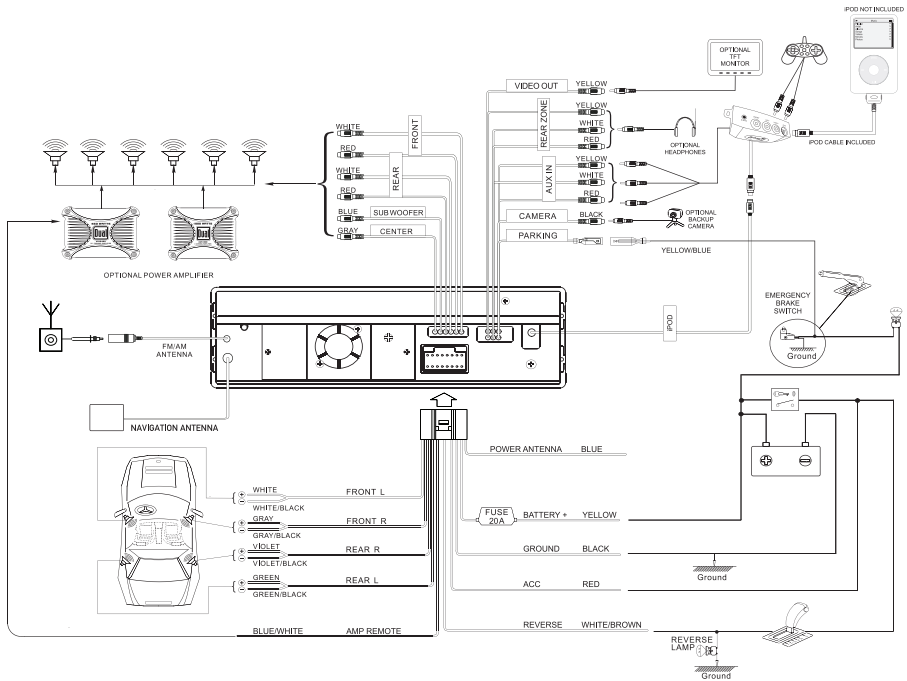 iPOD NOT INCLUDED
OPTIONAL
TFT
MONITOR
VIDEO OUT
YELLOW
REAR ZONE
YELLOW
WHITE
RED
OPTIONAL
HEADPHONES
iPOD CABLE INCLUDED
AUX IN
YELLOW
WHITE
RED
CAMERA
BLACK
OPTIONAL
BACKUP
CAMERA
PARKING
YELLOW/BLUE
WHITE
FRONT
RED
WHITE
REAR
RED
BLUE
SUBWOOFER
GRAY
CENTER
Dual
Dual
OPTIONAL POWER AMPLIFIER
FM/AM
ANTENNA
NAVIGATION ANTENNA
iPOD
EMERGENCY
BRAKE
SWITCH
Ground
POWER ANTENNA BLUE
FUSE
20A
BATTERY + YELLOW
GROUND BLACK
Ground
ACC RED
REVERSE WHITE/BROWN
REVERSE
LAMP
Ground
WHITE
FRONT L
WHITE/BLACK
GRAY
FRONT R
GRAY/BLACK
VIOLET
REAR R
VIOLET/BLACK
GREEN
REAR L
GREEN/BLACK
BLUE/WHITE AMP REMOTE